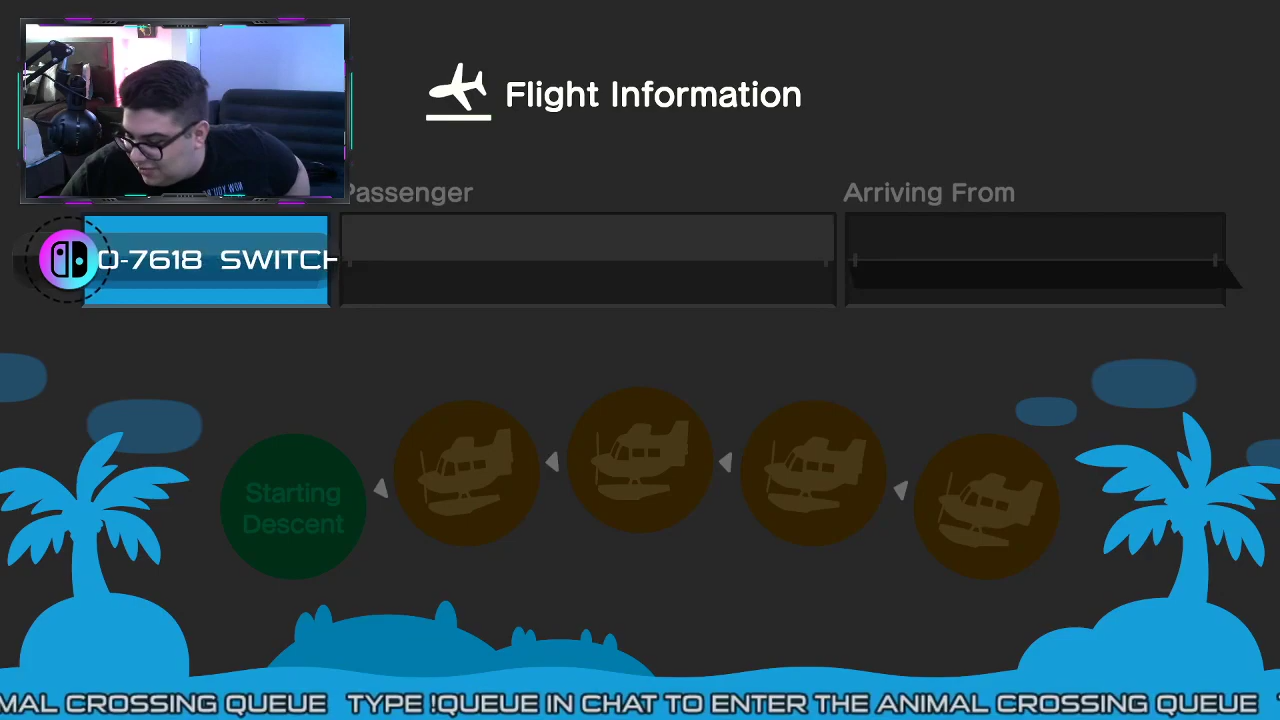 Flight Information
Passenger
Arriving From
0-7618 SWITCH
Starting
Descent
MAL CROSSING QUEUE TYPE !QUEUE IN CHAT TO ENTER THE ANIMAL CROSSING QUEUE